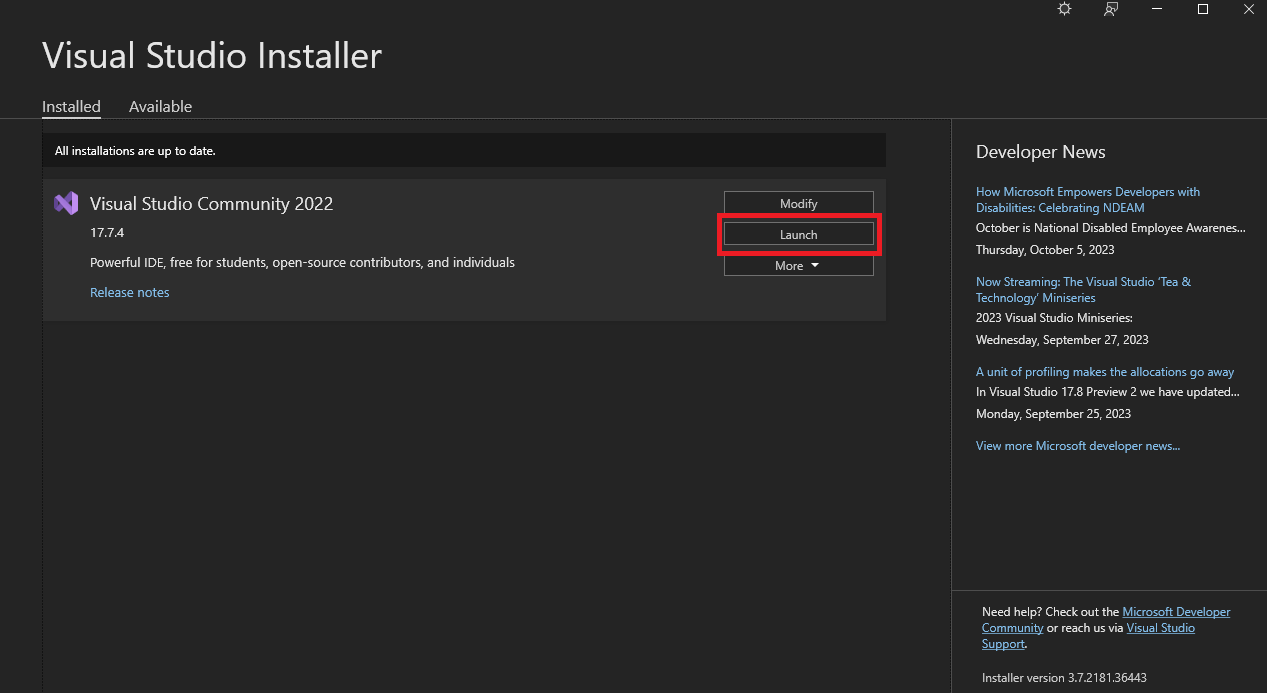 Visual Studio Installer
Installed
Available
All installations are up to date.
Visual Studio Community 2022
17.7.4
Powerful IDE, free for students, open-source contributors, and individuals
Release notes
Modify
Launch
More
Developer News
How Microsoft Empowers Developers with
Disabilities: Celebrating NDEAM
October is National Disabled Employee Awarenes...
Thursday, October 5, 2023
Now Streaming: The Visual Studio ‘Tea &
Technology’ Miniseries
2023 Visual Studio Miniseries:
Wednesday, September 27, 2023
A unit of profiling makes the allocations go away
In Visual Studio 17.8 Preview 2 we have updated...
Monday, September 25, 2023
View more Microsoft developer news...
Need help? Check out the Microsoft Developer
Community or reach us via Visual Studio
Support.
Installer version 3.7.2181.36443